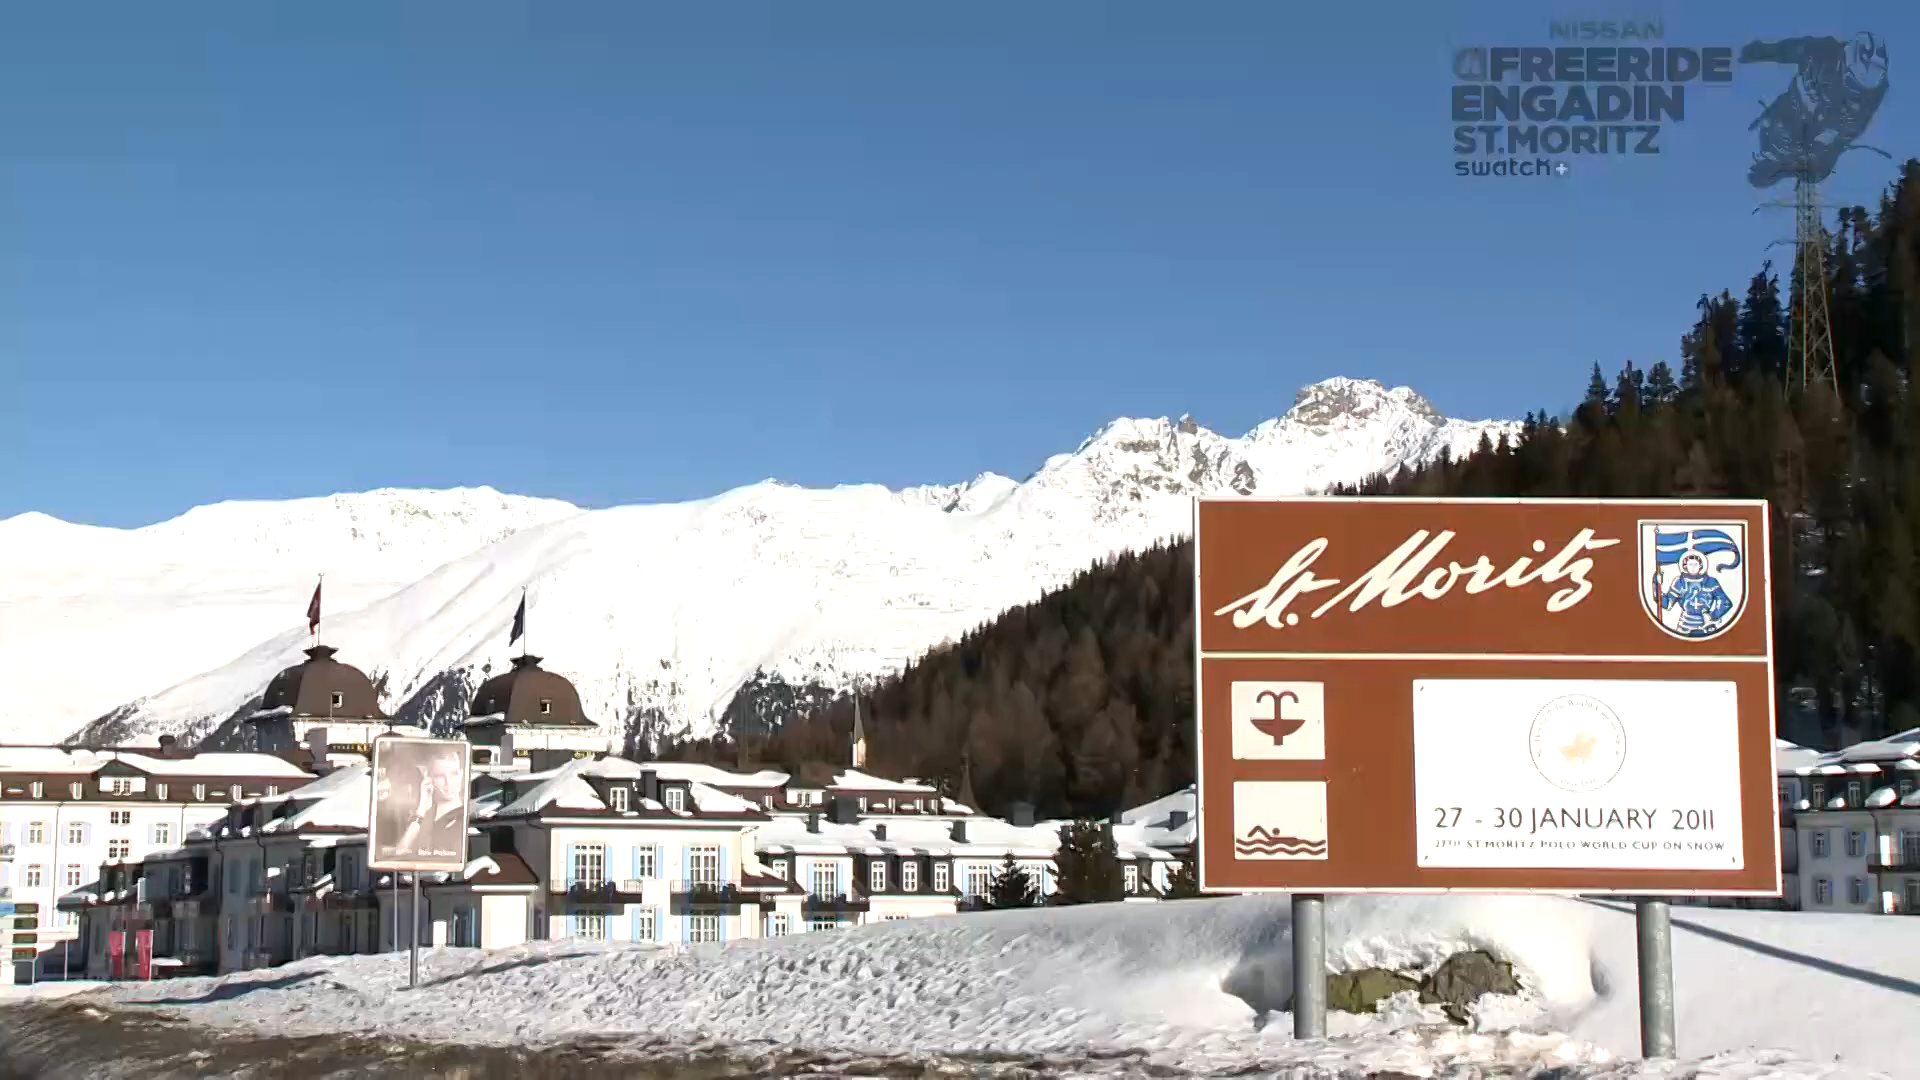 NISSAN
FREERIDE
ENGADIN
ST.MORITZ
swatch+
St. Moritz
27 - 30 JANUARY 2011
27TH ST. MORITZ POLO WORLD CUP ON SNOW